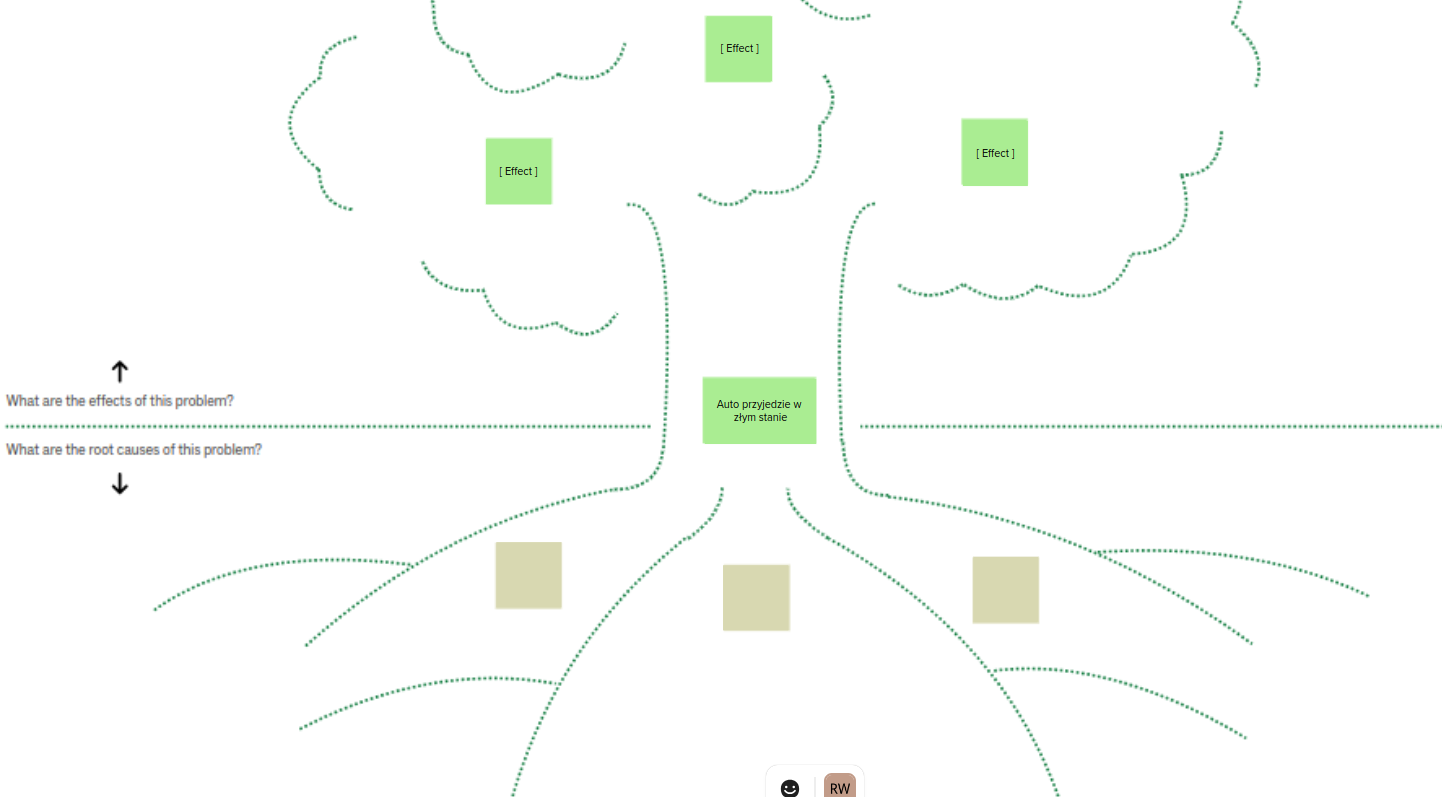 [ Effect ]
[ Effect ]
[ Effect ]
What are the effects of this problem?
Auto przyjedzie w
złym stanie
What are the root causes of this problem?
RW